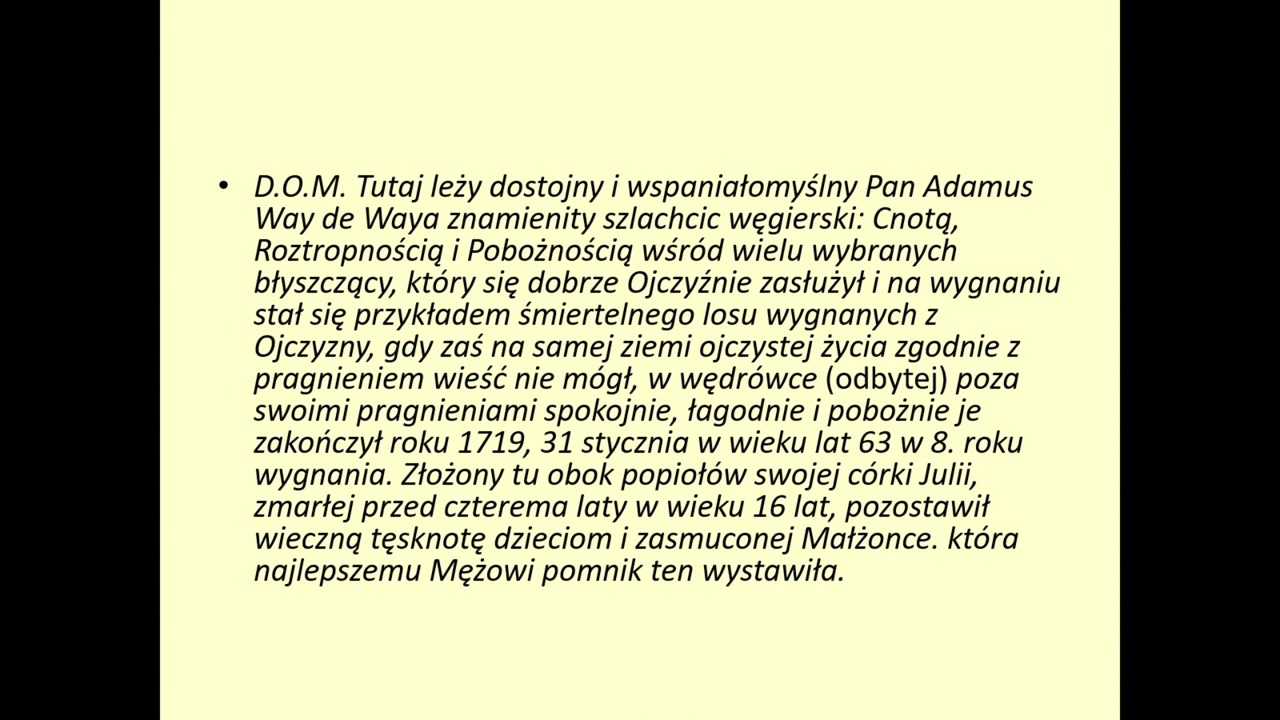 • D.O.M. Tutaj leży dostojny i wspaniałomyślny Pan Adamus
Way de Waya znamienity szlachcic węgierski: Cnotą,
Roztropnością i Pobożnością wśród wielu wybranych
błyszczący, który się dobrze Ojczyźnie zasłużył i na wygnaniu
stał się przykładem śmiertelnego losu wygnanych z
Ojczyzny, gdy zaś na samej ziemi ojczystej życia zgodnie z
pragnieniem wieść nie mógł, w wędrówce (odbytej) poza
swoimi pragnieniami spokojnie, łagodnie i pobożnie je
zakończył roku 1719, 31 stycznia w wieku lat 63 w 8. roku
wygnania. Złożony tu obok popiołów swojej córki Julii,
zmarłej przed czterema laty w wieku 16 lat, pozostawił
wieczną tęsknotę dzieciom i zasmuconej Małżonce. która
najlepszemu Mężowi pomnik ten wystawiła.